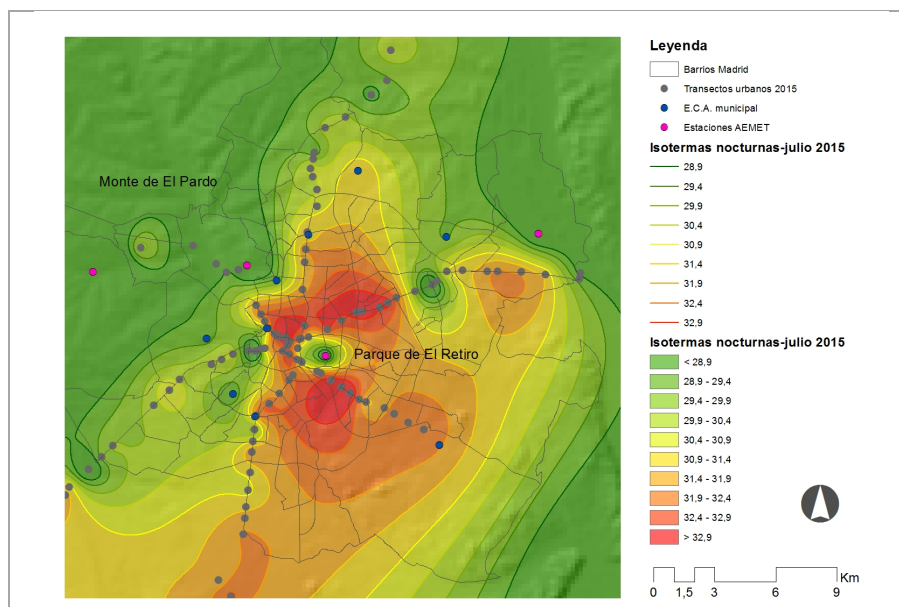 Leyenda
Barrios Madrid
Transectos urbanos 2015
E.C.A. municipal
Estaciones AEMET
Isotermas nocturnas-julio 2015
28,9
29,4
29,9
30,4
30,9
31,4
31,9
32,4
32,9
Isotermas nocturnas-julio 2015
< 28,9
28,9 - 29,4
29,4 - 29,9
29,9 - 30,4
30,4 - 30,9
30,9 - 31,4
31,4 - 31,9
31,9 - 32,4
32,4 - 32,9
> 32,9
Monte de El Pardo
Parque de El Retiro
Km
0 1,5 3 6 9